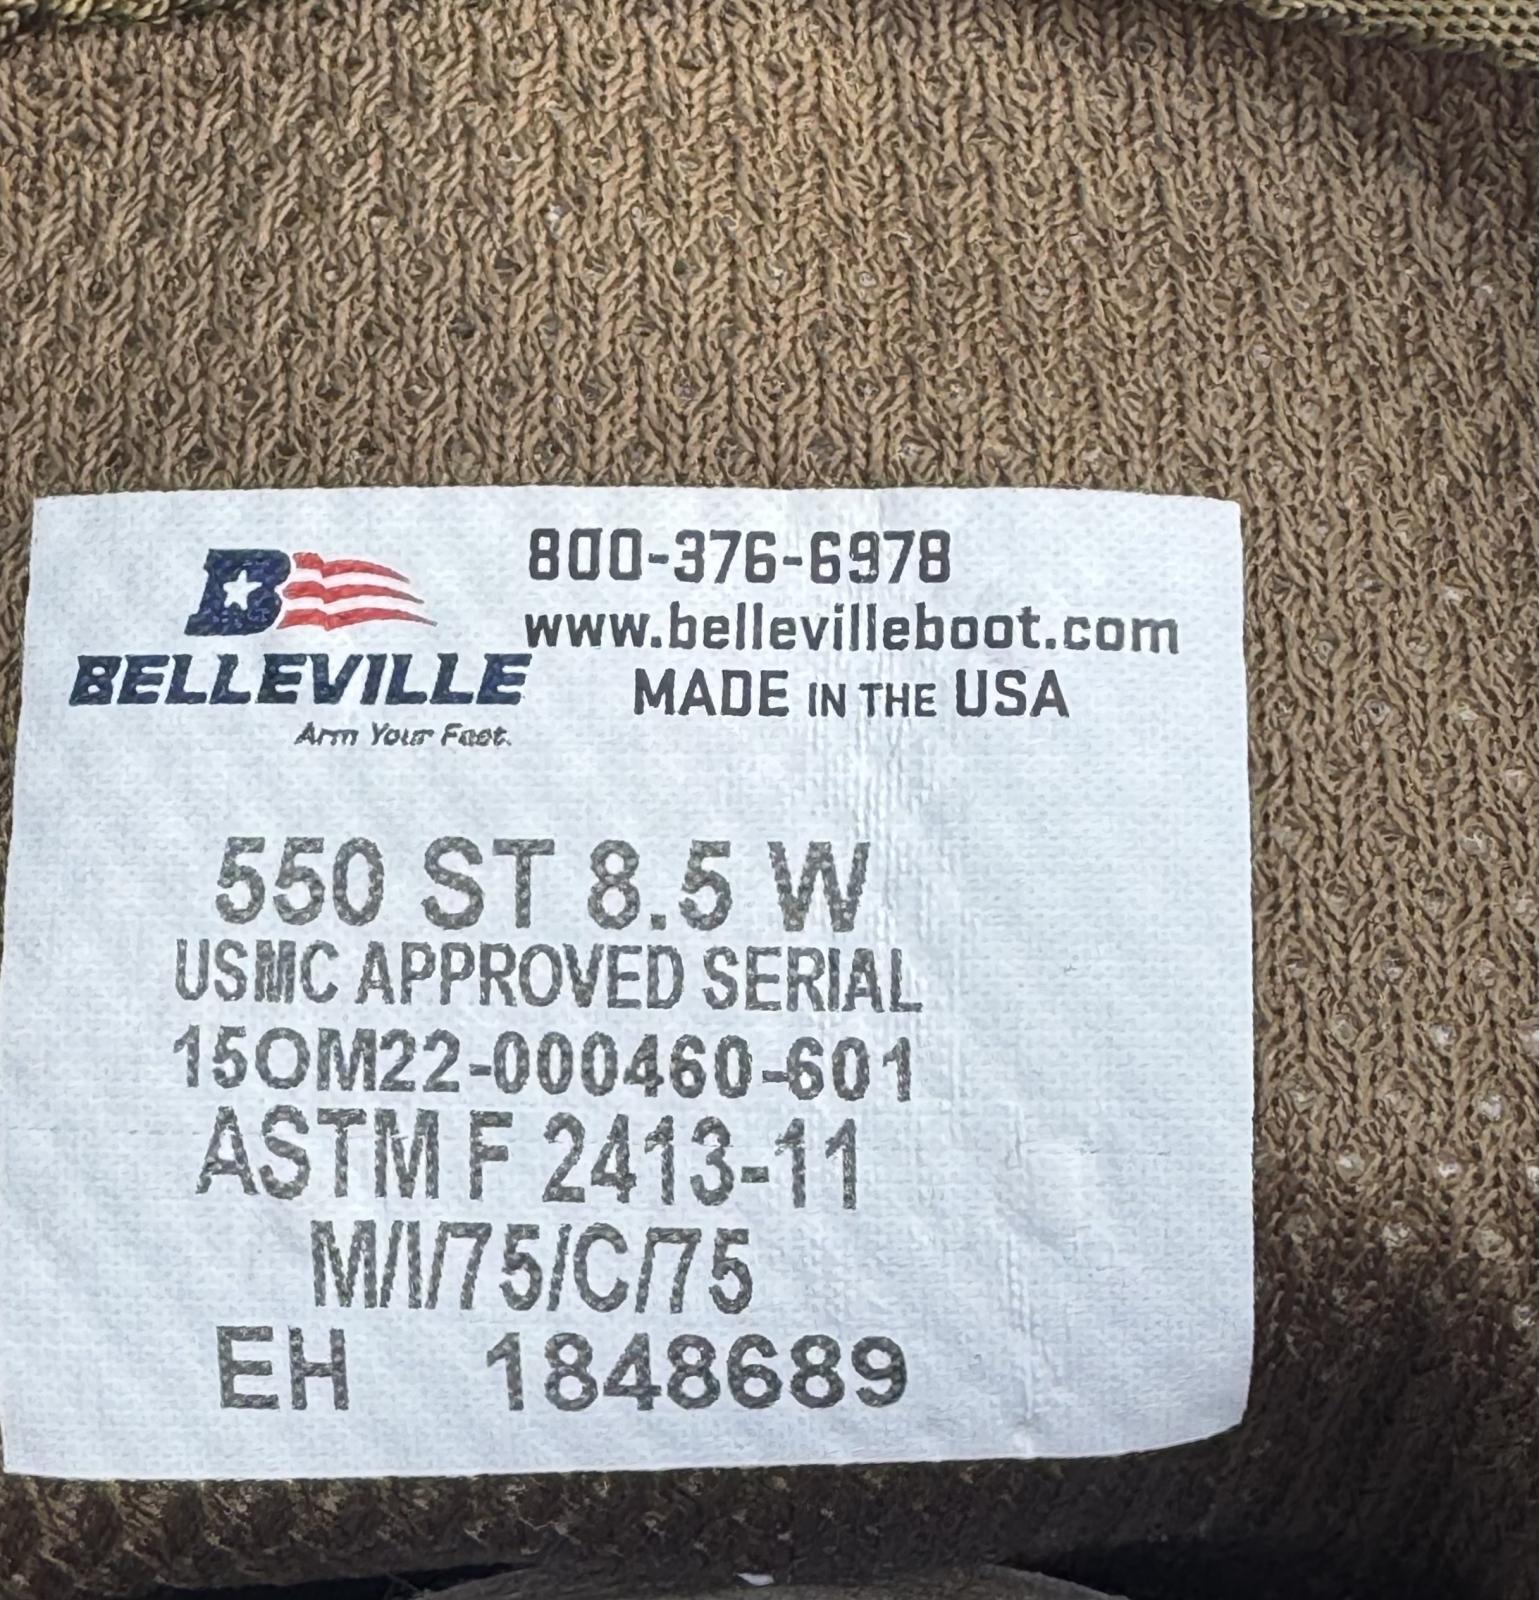 800-376-6978
www.bellevilleboot.com
MADE IN THE USA
B
BELLEVILLE
Arm Your Feet.
550 ST 8.5 W
USMC APPROVED SERIAL
15OM22-000460-601
ASTM F 2413-11
M/I/75/C/75
EH 1848689